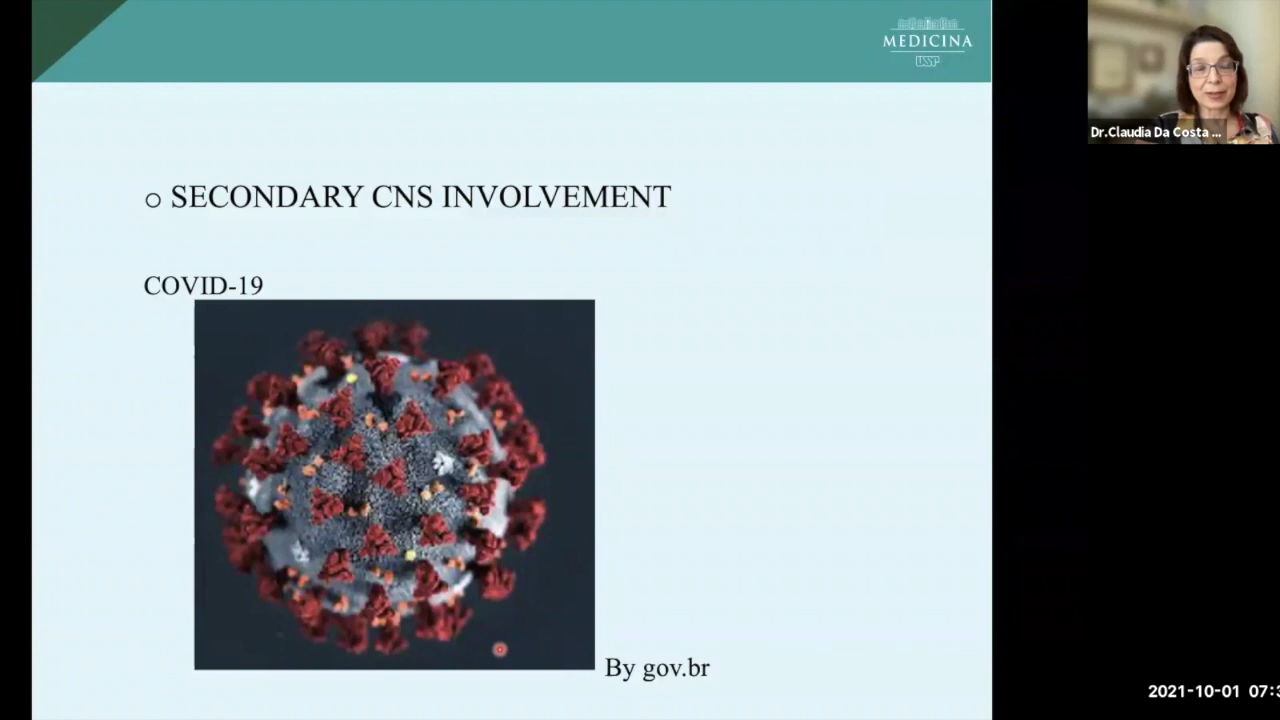 MEDICINA
USP
Dr.Claudia Da Costa ...
SECONDARY CNS INVOLVEMENT
COVID-19
By gov.br
2021-10-01 07:3